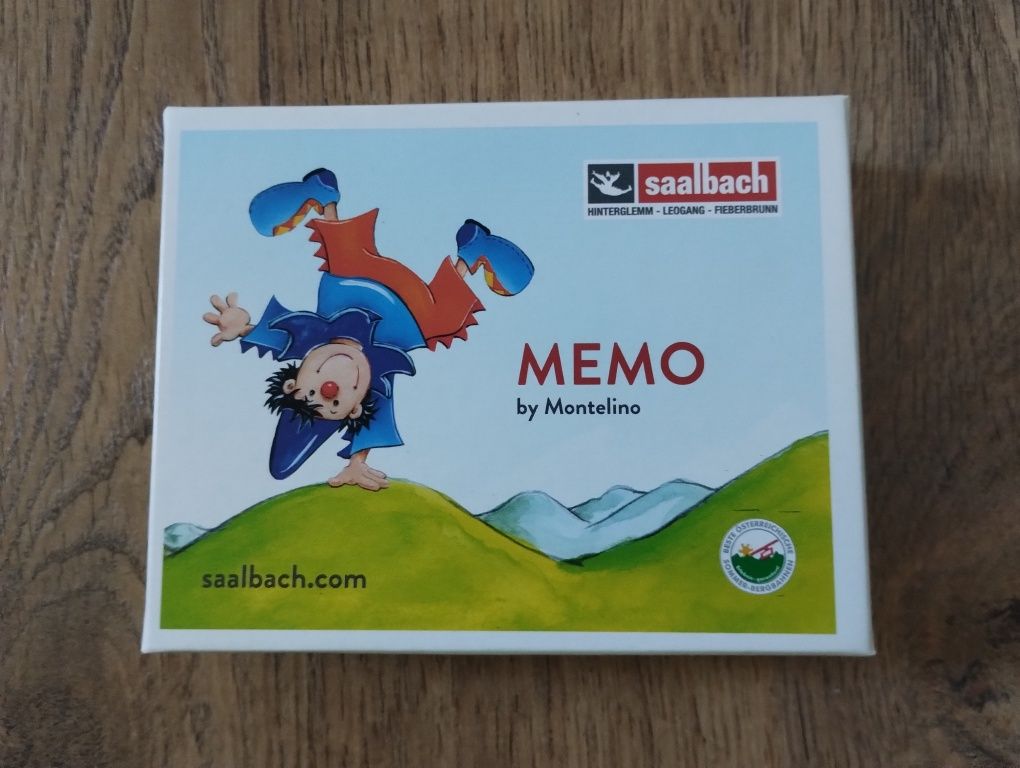 saalbach
HINTERGLEMM - LEOGANG - FIEBERBRUNN
MEMO
by Montelino
saalbach.com
BESTE ÖSTERREICHISCHE
SOMMER-BERGBAHNEN